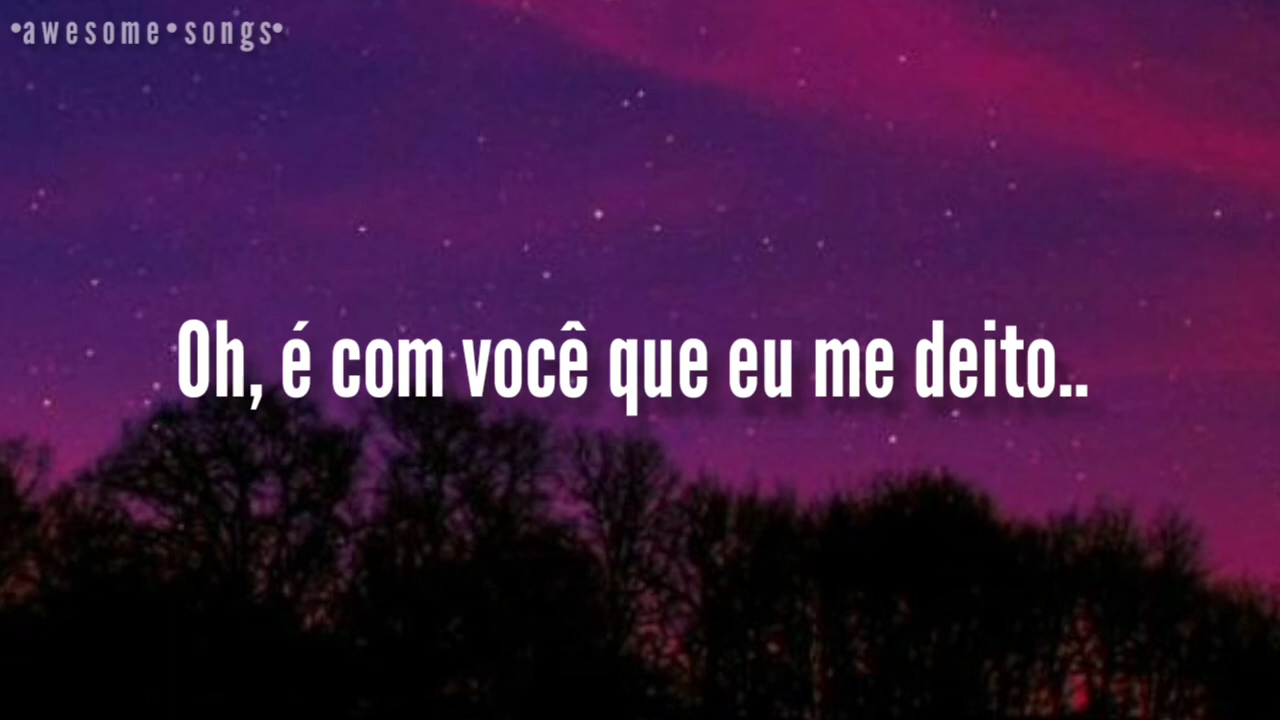 •awesome•songs•
Oh, é com você que eu me deito..